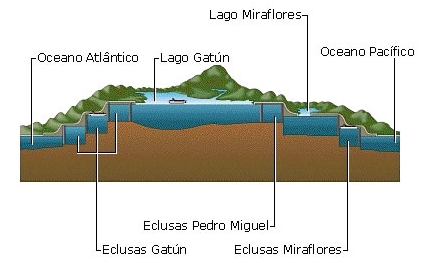 Lago Miraflores
Oceano Atlântico
Lago Gatún
Oceano Pacífico
Eclusas Pedro Miguel
Eclusas Gatún
Eclusas Miraflores